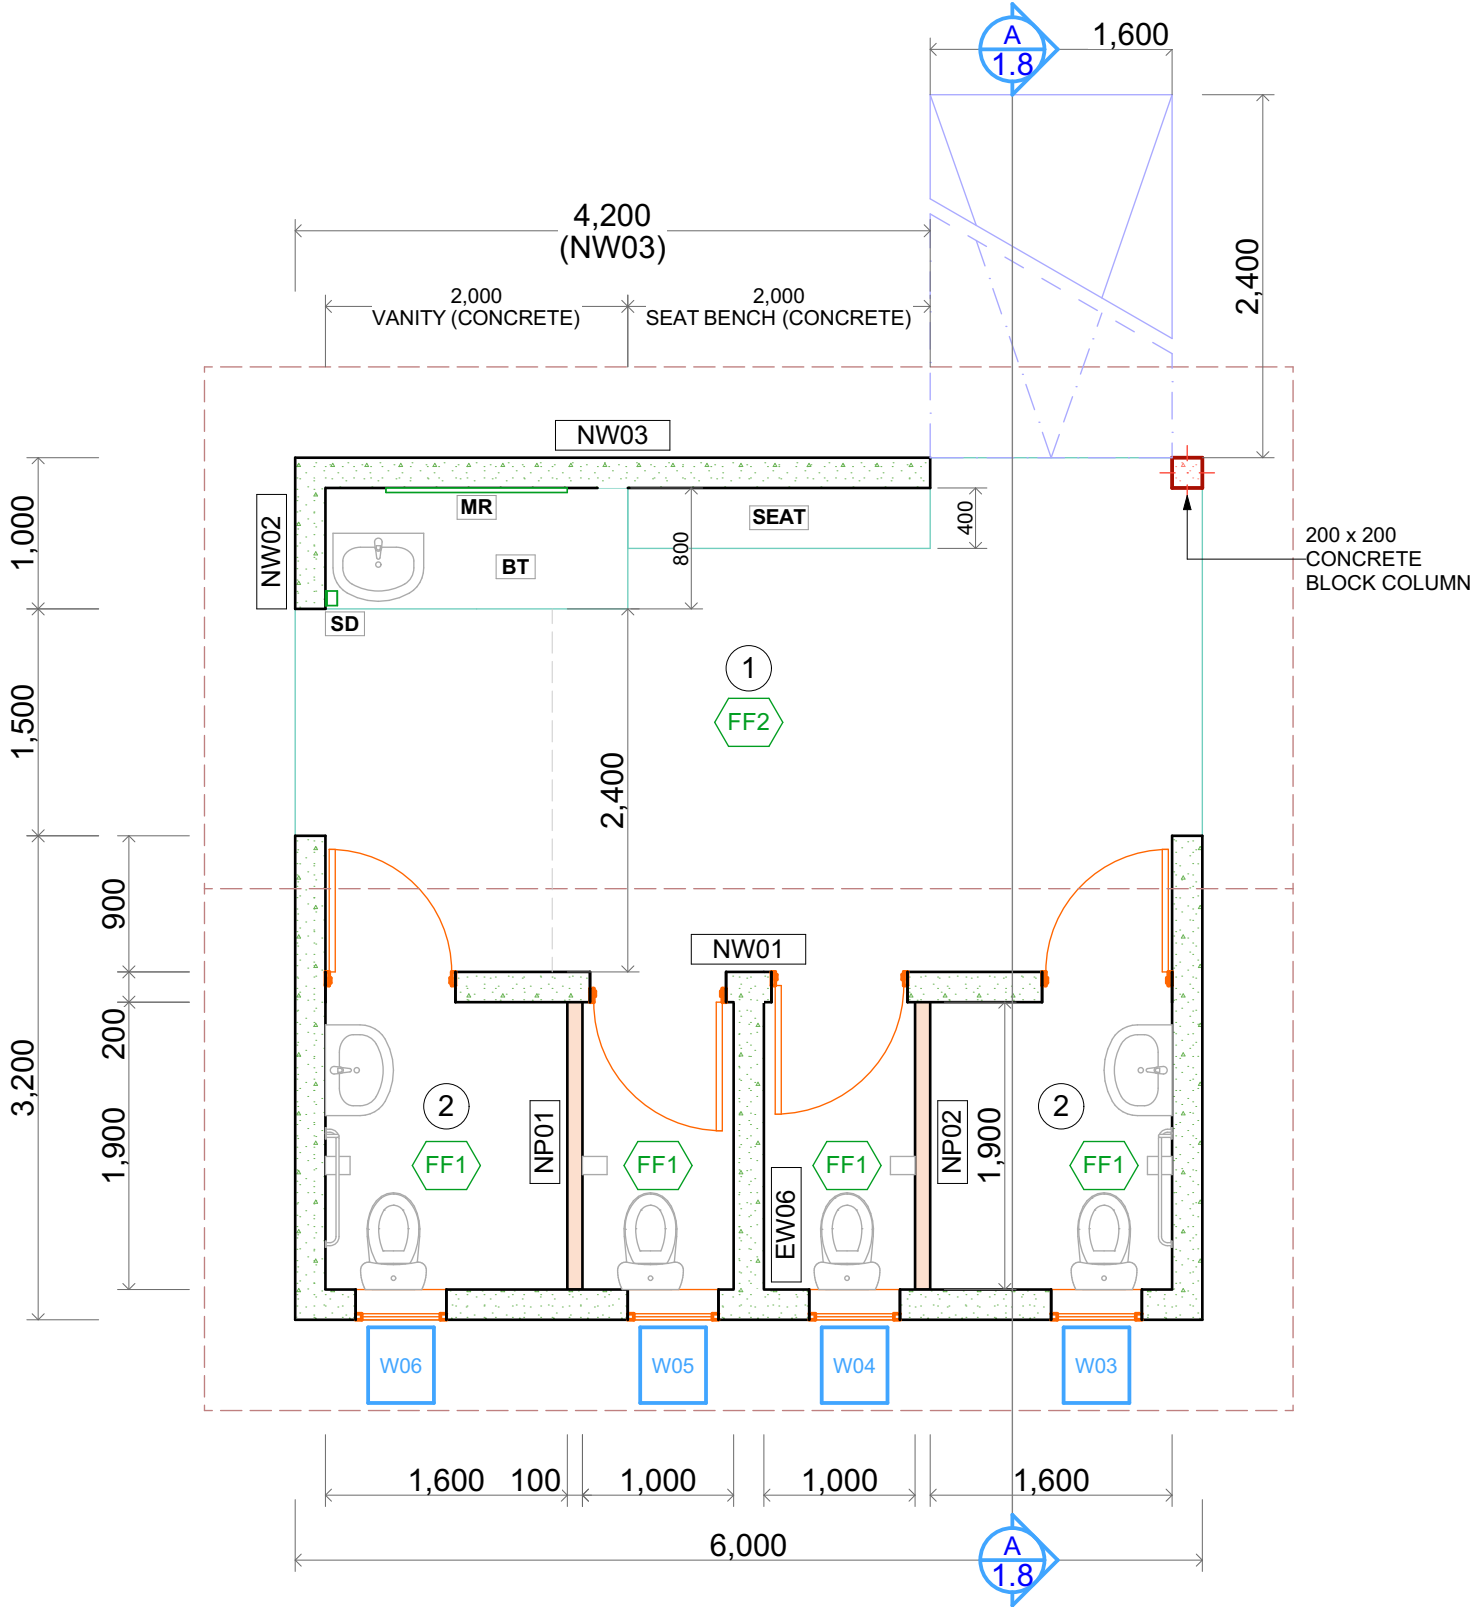 A
1.8
1,600
4,200
(NW03)
2,400
2,000
VANITY (CONCRETE)
2,000
SEAT BENCH (CONCRETE)
NW03
NW02
MR
SEAT
400
800
BT
SD
200 x 200
CONCRETE
BLOCK COLUMN
1,000
1,500
3,200
1
FF2
2,400
900
200
1,900
NW01
2
FF1
NP01
FF1
EW06
FF1
NP02
1,900
2
FF1
W06
W05
W04
W03
1,600
100
1,000
1,000
1,600
6,000
A
1.8